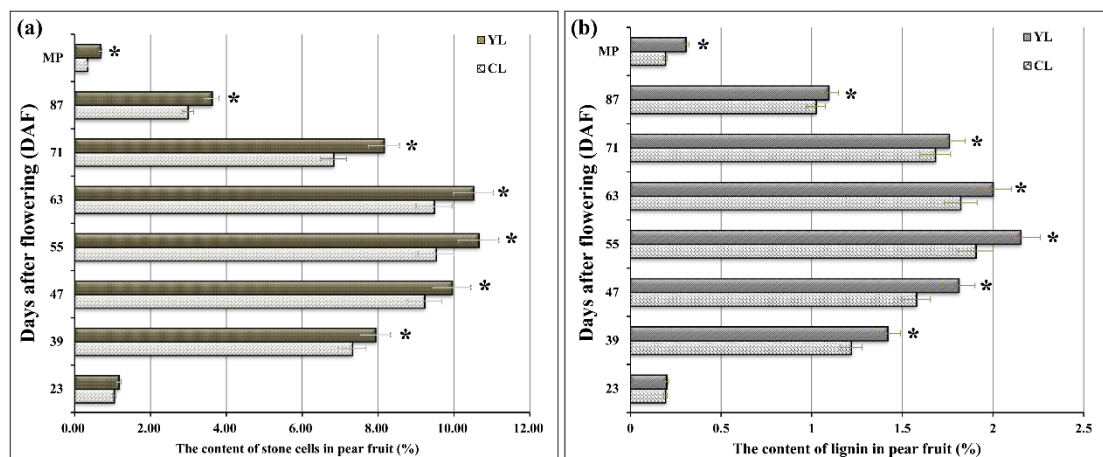 (a)
YL
CL
Days after flowering (DAF)
MP
*
87
*
71
*
63
*
55
*
47
*
39
*
23
0.00 2.00 4.00 6.00 8.00 10.00 12.00
The content of stone cells in pear fruit (%)
(b)
YL
CL
Days after flowering (DAF)
MP
*
87
*
71
*
63
*
55
*
47
*
39
*
23
0 0.5 1 1.5 2 2.5
The content of lignin in pear fruit (%)